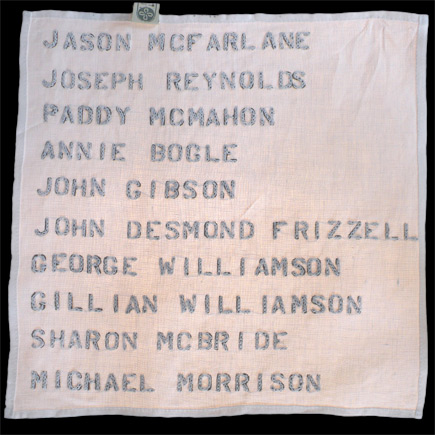 JASON MCFARLANE
JOSEPH REYNOLDS
PADDY MCMAHON
ANNIE BOGLE
JOHN GIBSON
JOHN DESMOND FRIZZELL
GEORGE WILLIAMSON
GILLIAN WILLIAMSON
SHARON MCBRIDE
MICHAEL MORRISON